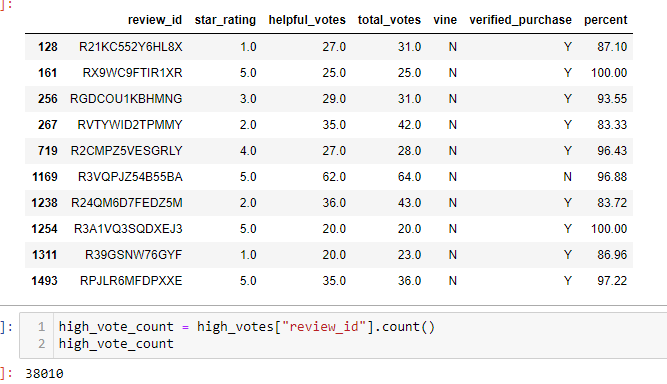 ]:
review_id star_rating helpful_votes total_votes vine verified_purchase percent
128 R21KC552Y6HL8X 1.0 27.0 31.0 N Y 87.10
161 RX9WC9FTIR1XR 5.0 25.0 25.0 N Y 100.00
256 RGDCOU1KBHMNG 3.0 29.0 31.0 N Y 93.55
267 RVTYWID2TPMMY 2.0 35.0 42.0 N Y 83.33
719 R2CMPZ5VESGRLY 4.0 27.0 28.0 N Y 96.43
1169 R3VQPJZ54B55BA 5.0 62.0 64.0 N N 96.88
1238 R24QM6D7FEDZ5M 2.0 36.0 43.0 N Y 83.72
1254 R3A1VQ3SQDXEJ3 5.0 20.0 20.0 N Y 100.00
1311 R39GSNW76GYF 1.0 20.0 23.0 N Y 86.96
1493 RPJLR6MFDPXXE 5.0 35.0 36.0 N Y 97.22
]: 1 high_vote_count = high_votes["review_id"].count()
2 high_vote_count
]: 38010